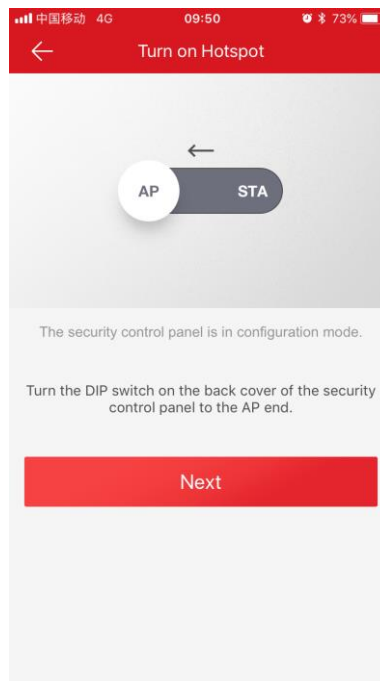 中国移动 4G 09:50 73%
Turn on Hotspot
AP STA
The security control panel is in configuration mode.
Turn the DIP switch on the back cover of the security
control panel to the AP end.
Next